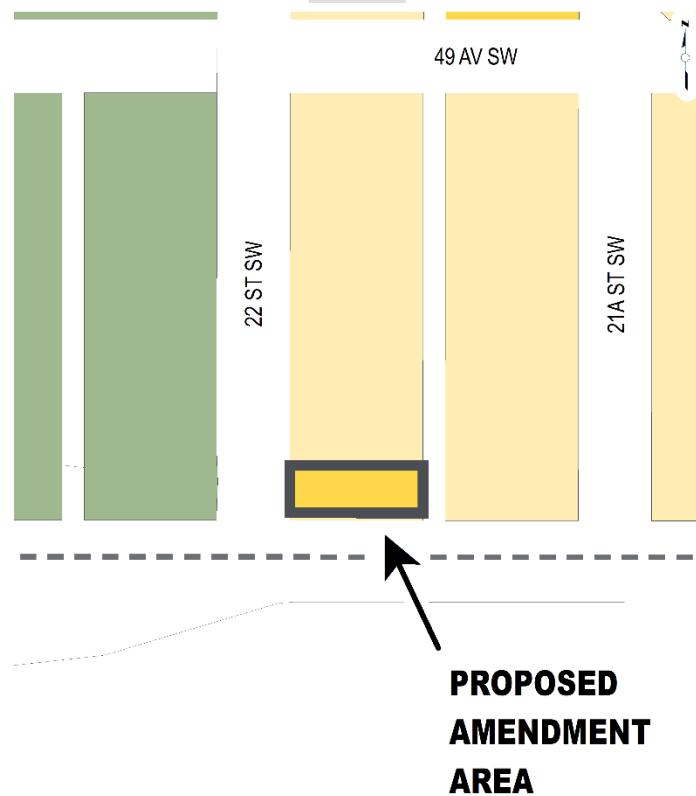 49 AV SW
N
22 ST SW
21A ST SW
PROPOSED
AMENDMENT
AREA